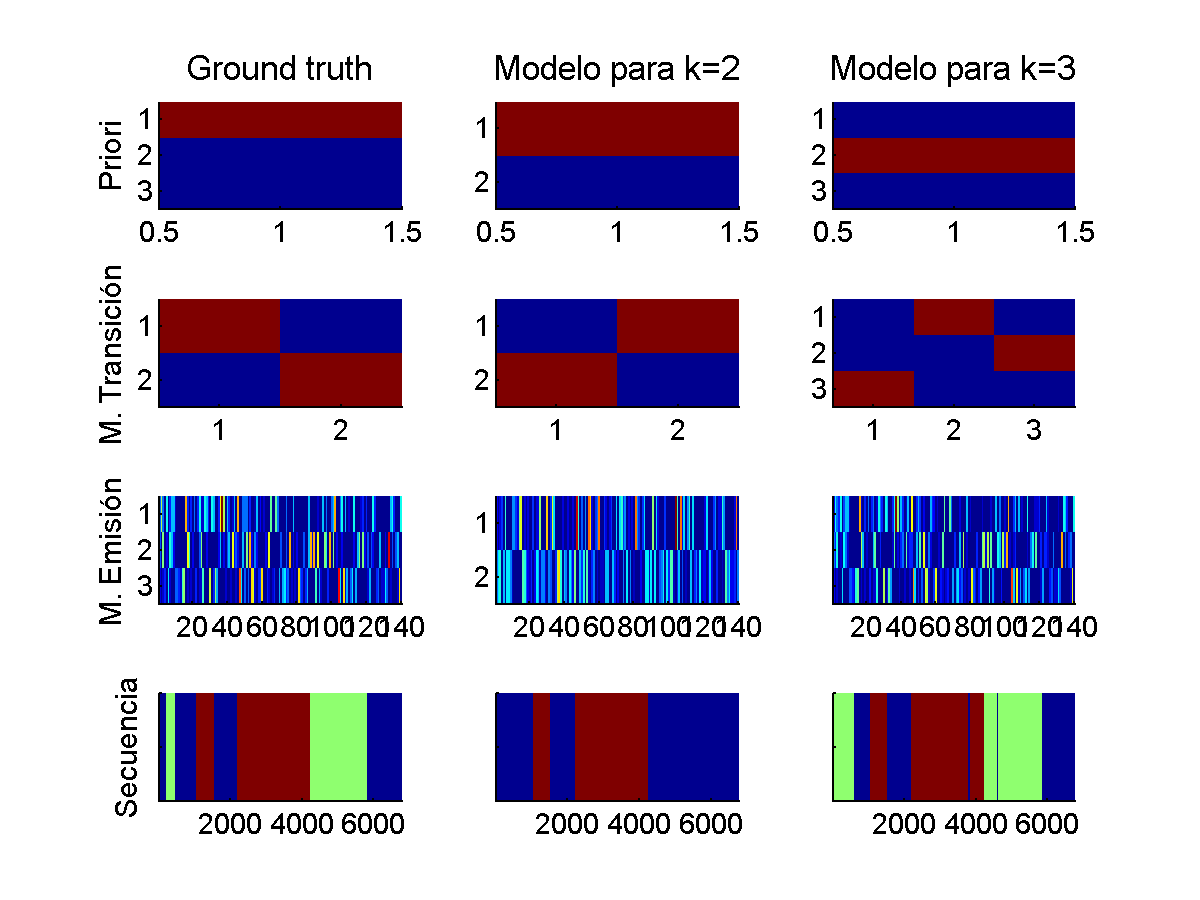 Ground truth Modelo para k=2 Modelo para k=3
Priori
1 1 1
2 2 2
3 3
0.5 1 1.5 0.5 1 1.5 0.5 1 1.5
M. Transición
1 1 1
2 2 2
3
1 2 1 2 1 2 3
M. Emisión
1 1
2 2
3
20 40 60 80 100 120 140 20 40 60 80 100 120 140 20 40 60 80 100 120 140
Secuencia
2000 4000 6000 2000 4000 6000 2000 4000 6000